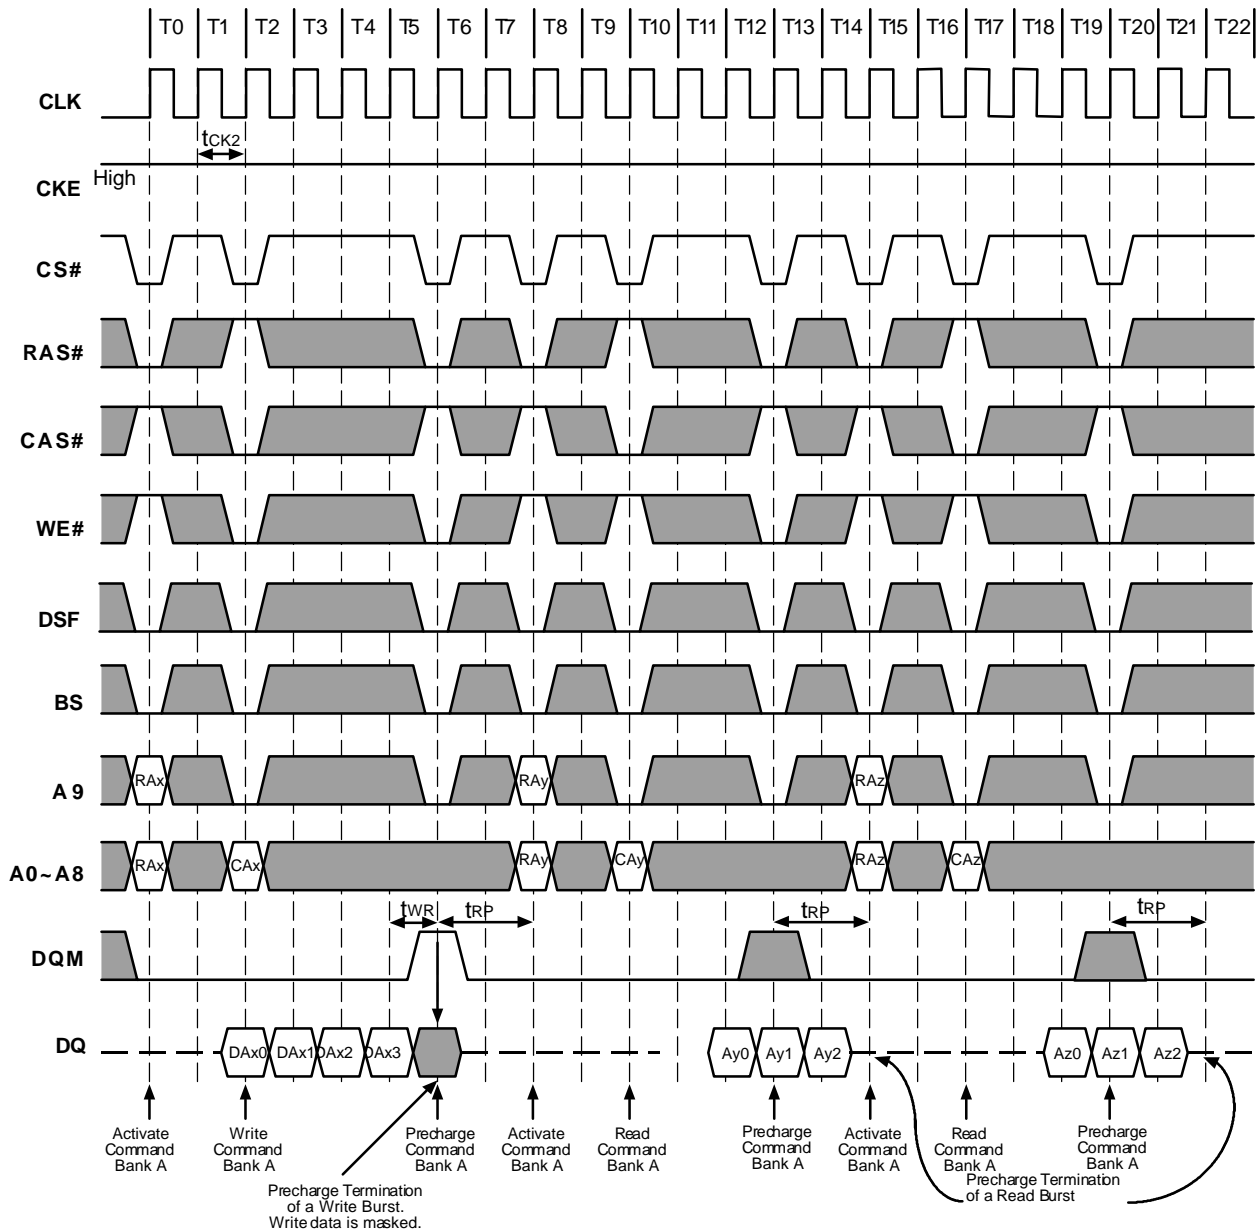 T0 T1 T2 T3 T4 T5 T6 T7 T8 T9 T10 T11 T12 T13 T14 T15 T16 T17 T18 T19 T20 T21 T22
CLK
tCK2
High
CKE
CS#
RAS#
CAS#
WE#
DSF
BS
A9 RAx RAy RAz
A0~A8 RAx CAx RAy CAy RAz CAz
tWR tRP tRP tRP
DQM
DQ DAx0 DAx1 DAx2 DAx3 Ay0 Ay1 Ay2 Az0 Az1 Az2
Activate Write Precharge Activate Read Precharge Activate Read Precharge
Command Command Command Command Command Command Command Command Command
Bank A Bank A Bank A Bank A Bank A Bank A Bank A Bank A Bank A
Precharge Termination
of a Write Burst.
Write data is masked.
Precharge Termination
of a Read Burst